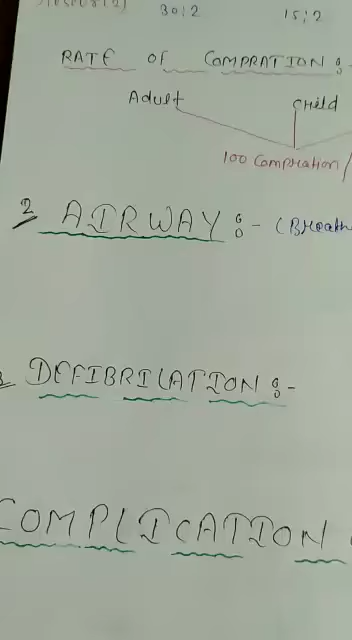 30:2 15:2
RATE OF COMPRATION :-
Adult Child
100 Compration /
2 AIRWAY :- (Breath
DEFIBRILATION :-
COMPLICATION